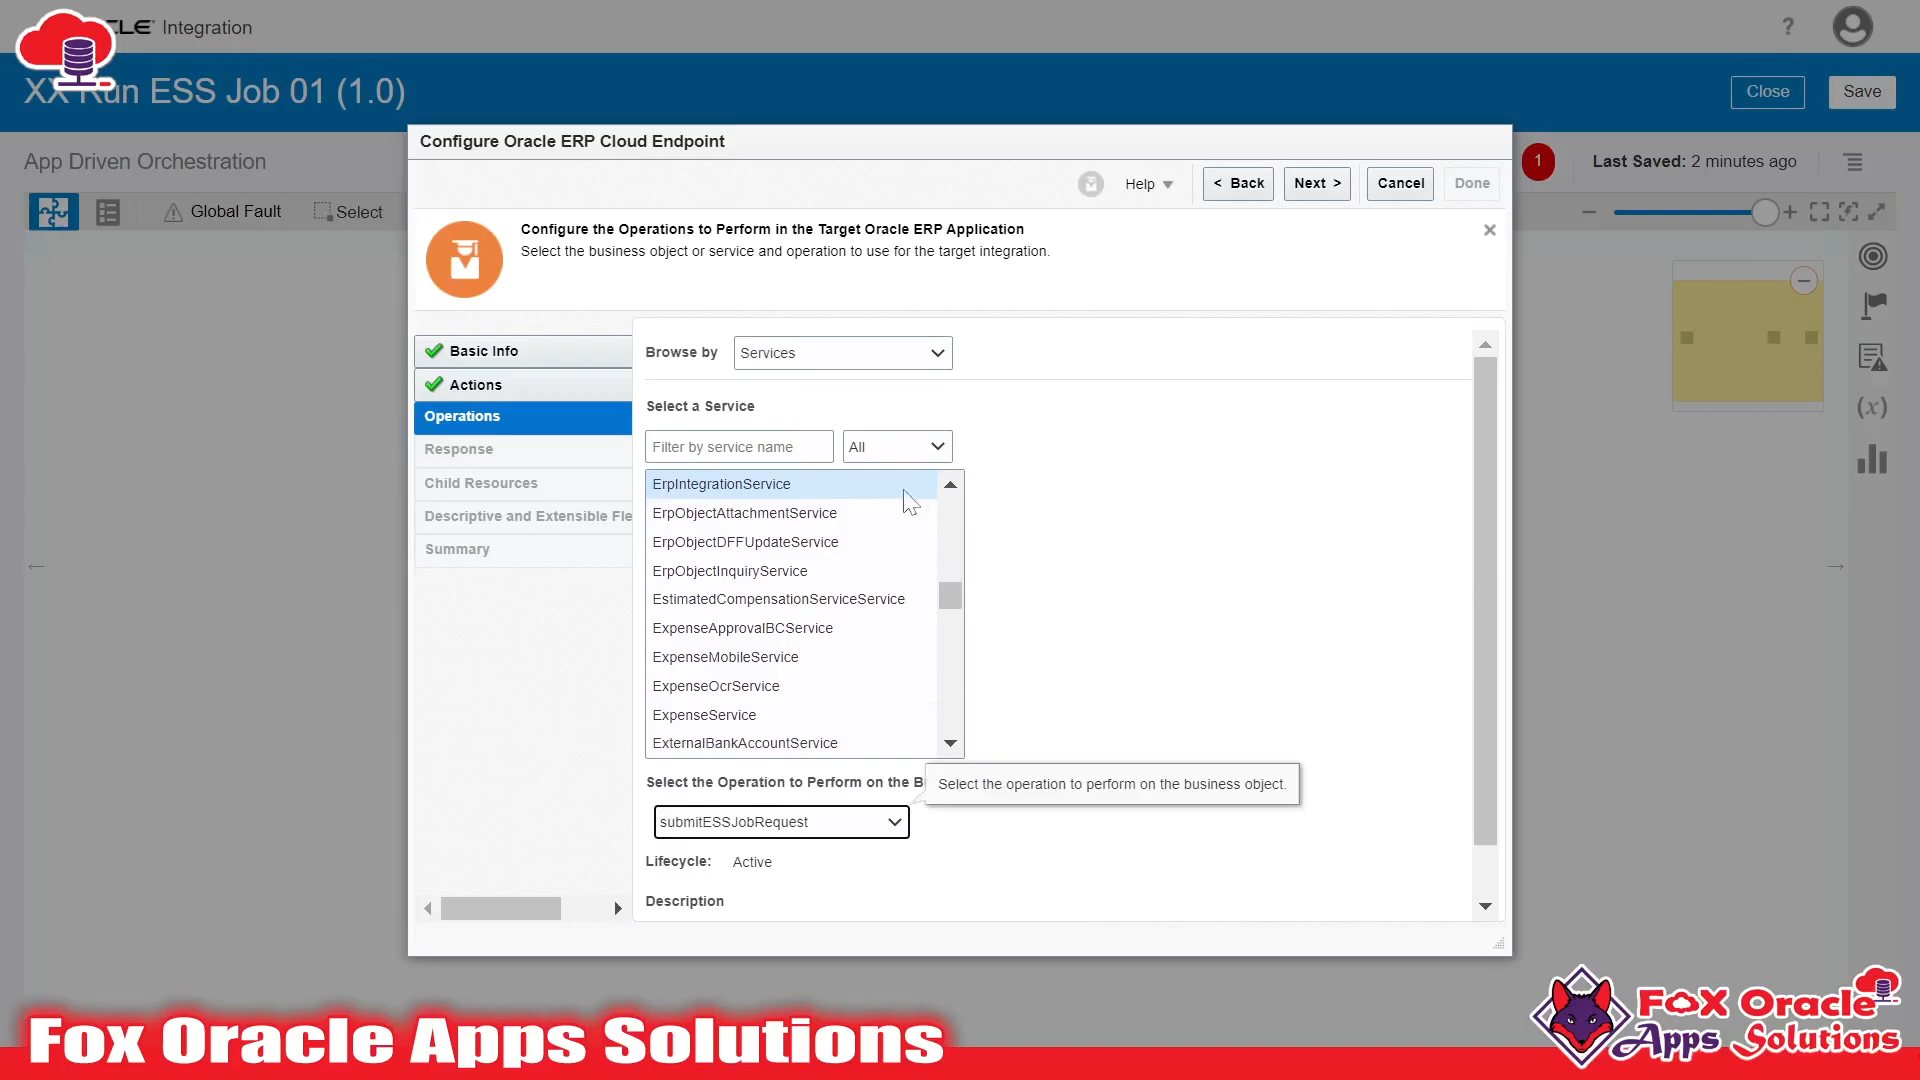 CLE Integration
?
XX Run ESS Job 01 (1.0)
Close
Save
App Driven Orchestration
1
Last Saved: 2 minutes ago
Global Fault
Select
Configure Oracle ERP Cloud Endpoint
Help
< Back
Next >
Cancel
Done
Configure the Operations to Perform in the Target Oracle ERP Application
Select the business object or service and operation to use for the target integration.
Basic Info
Actions
Operations
Response
Child Resources
Descriptive and Extensible Fle
Summary
Browse by
Services
Select a Service
Filter by service name
All
ErpIntegrationService
ErpObjectAttachmentService
ErpObjectDFFUpdateService
ErpObjectInquiryService
EstimatedCompensationServiceService
ExpenseApprovalBCService
ExpenseMobileService
ExpenseOcrService
ExpenseService
ExternalBankAccountService
Select the Operation to Perform on the B
Select the operation to perform on the business object.
submitESSJobRequest
Lifecycle: Active
Description
(x)
Fox Oracle Apps Solutions
Fox Oracle
Apps Solutions